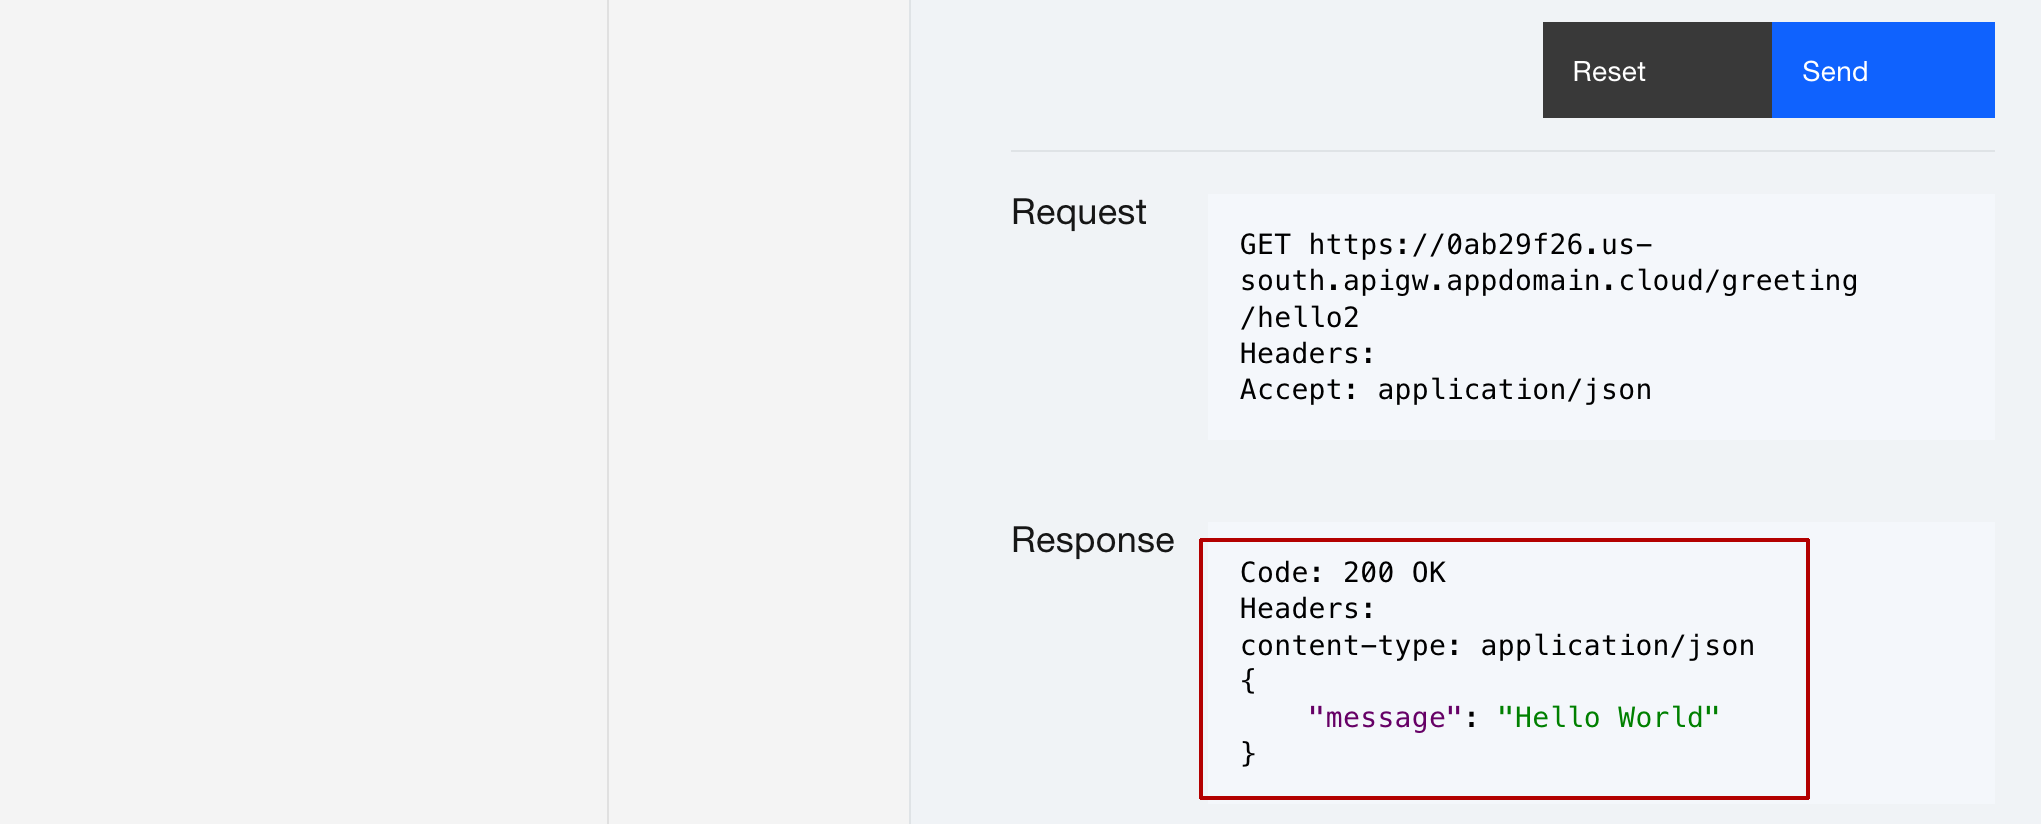 Reset
Send
Request
GET https://0ab29f26.us-
south.apigw.appdomain.cloud/greeting
/hello2
Headers:
Accept: application/json
Response
Code: 200 OK
Headers:
content-type: application/json
{
"message": "Hello World"
}